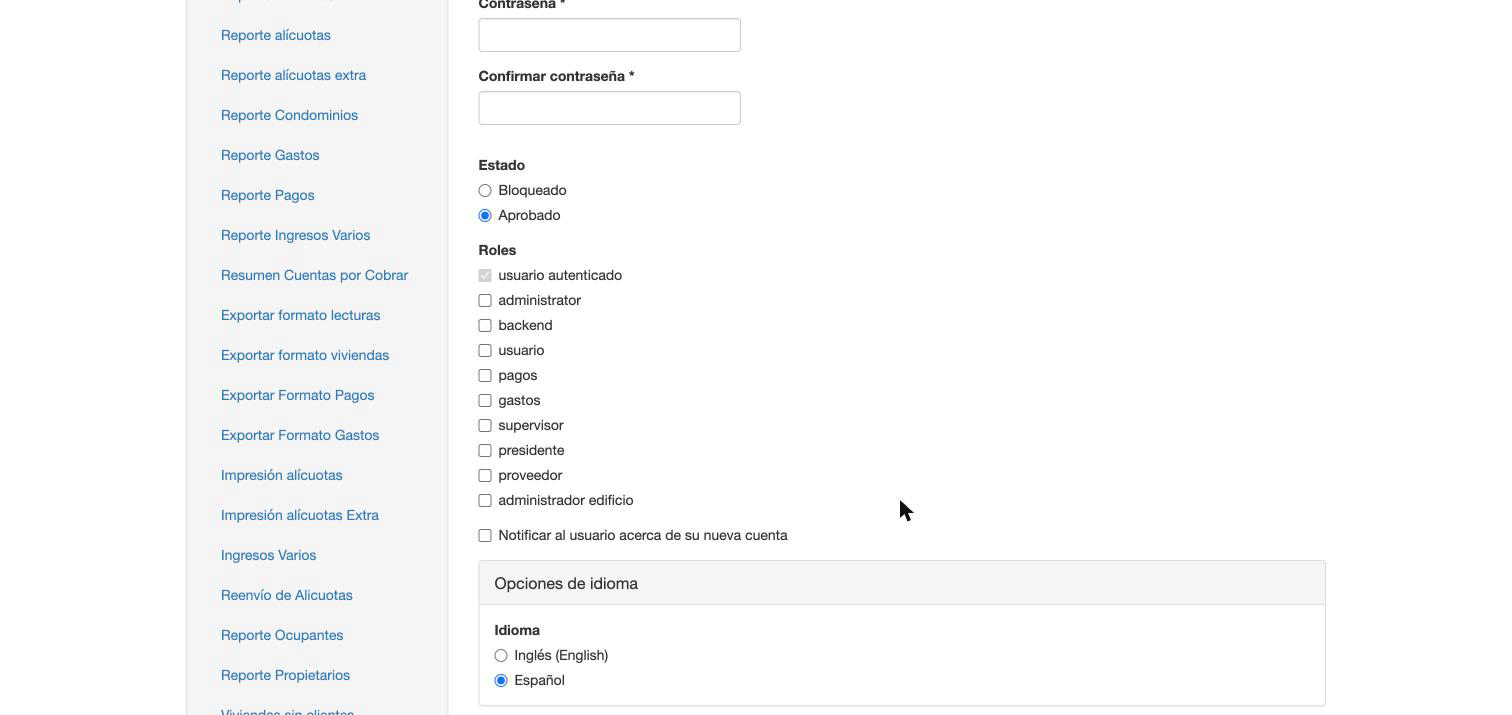 Reporte alícuotas
Reporte alícuotas extra
Reporte Condominios
Reporte Gastos
Reporte Pagos
Reporte Ingresos Varios
Resumen Cuentas por Cobrar
Exportar formato lecturas
Exportar formato viviendas
Exportar Formato Pagos
Exportar Formato Gastos
Impresión alícuotas
Impresión alícuotas Extra
Ingresos Varios
Reenvío de Alicuotas
Reporte Ocupantes
Reporte Propietarios
Viviendas sin clientes
Contraseña *
Confirmar contraseña *
Estado
Bloqueado
Aprobado
Roles
usuario autenticado
administrator
backend
usuario
pagos
gastos
supervisor
presidente
proveedor
administrador edificio
Notificar al usuario acerca de su nueva cuenta
Opciones de idioma
Idioma
Inglés (English)
Español